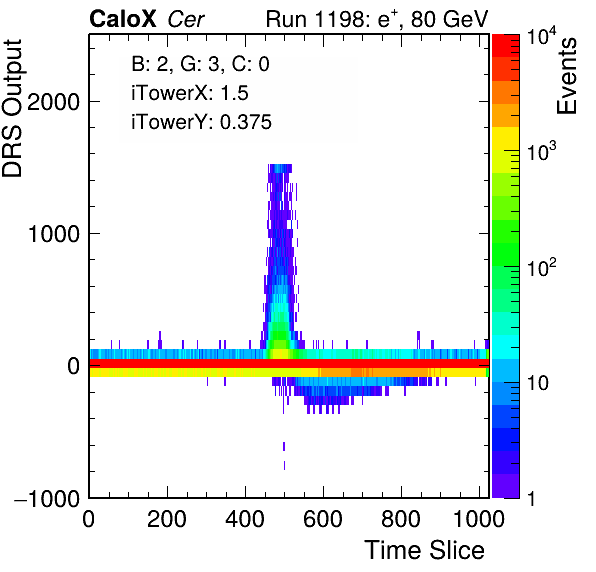 CaloX Cer Run 1198: e⁺, 80 GeV
B: 2, G: 3, C: 0
iTowerX: 1.5
iTowerY: 0.375
DRS Output
2000
1000
0
−1000
0 200 400 600 800 1000
Time Slice
Events
10⁴
10³
10²
10
1